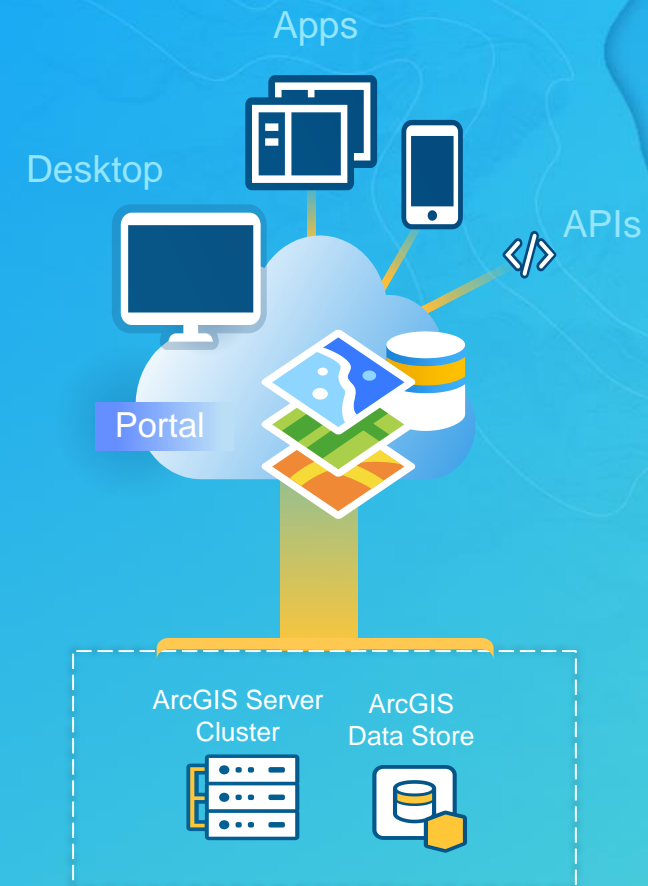 Apps
Desktop
APIs
Portal
ArcGIS Server
Cluster
ArcGIS
Data Store